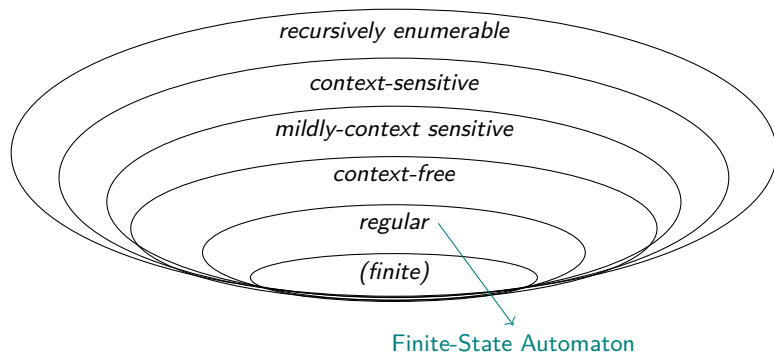 recursively enumerable
context-sensitive
mildly-context sensitive
context-free
regular
(finite)
Finite-State Automaton